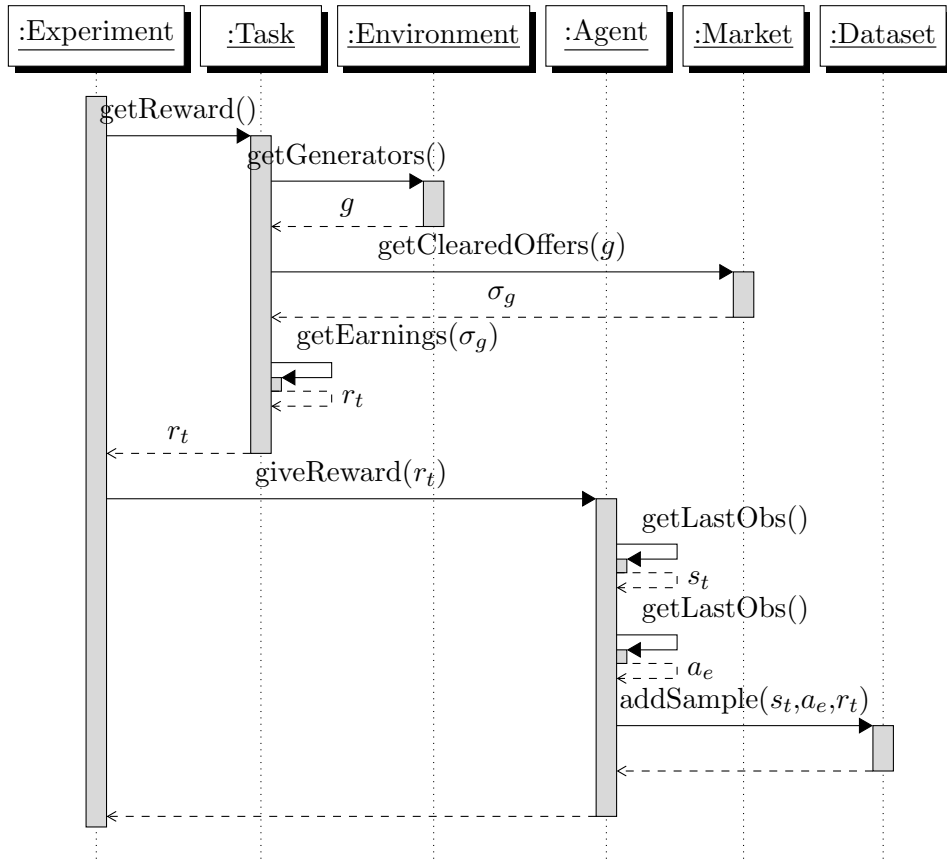 :Experiment :Task :Environment :Agent :Market :Dataset
getReward()
getGenerators()
g
getClearedOffers(g)
σ_g
getEarnings(σ_g)
r_t
r_t
giveReward(r_t)
getLastObs()
s_t
getLastObs()
a_e
addSample(s_t,a_e,r_t)